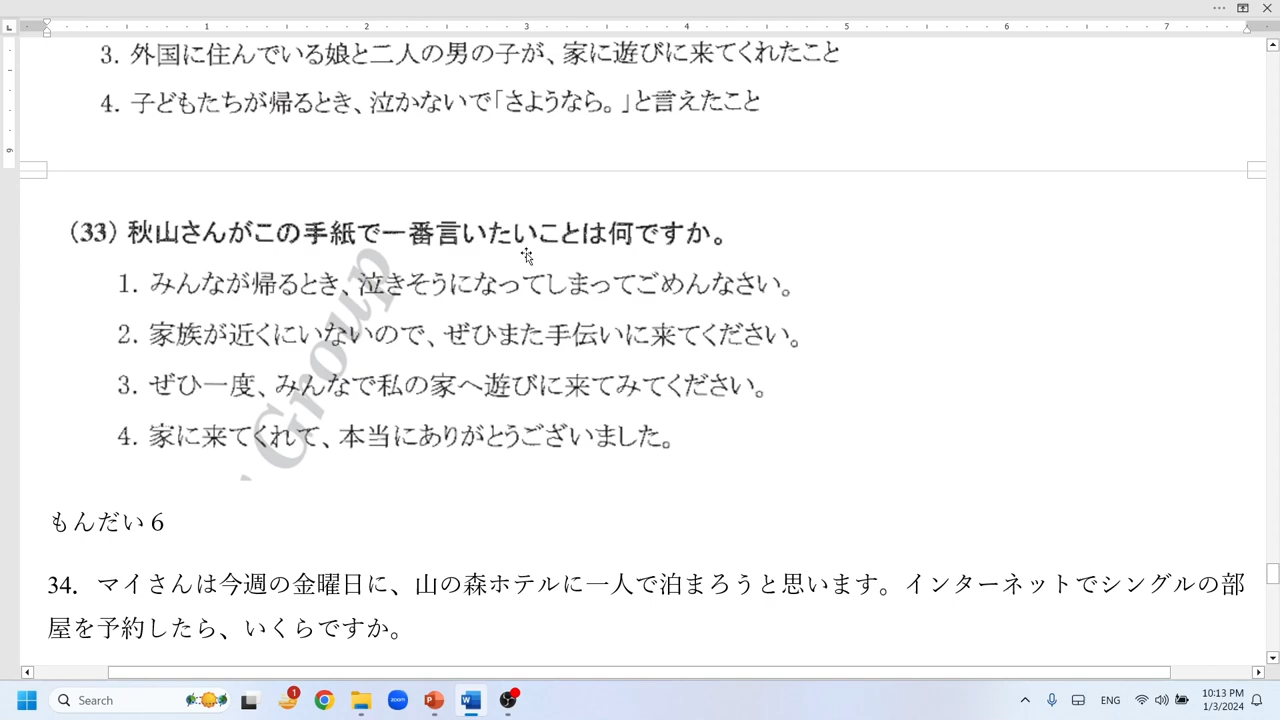 1 2 3 4 5 6 7
3. 外国に住んでいる娘と二人の男の子が、家に遊びに来てくれたこと
4. 子どもたちが帰るとき、泣かないで「さようなら。」と言えたこと
(33) 秋山さんがこの手紙で一番言いたいことは何ですか。
1. みんなが帰るとき、泣きそうになってしまってごめんなさい。
2. 家族が近くにいないので、ぜひまた手伝いに来てください。
3. ぜひ一度、みんなで私の家へ遊びに来てみてください。
4. 家に来てくれて、本当にありがとうございました。
Group
もんだい6
34. マイさんは今週の金曜日に、山の森ホテルに一人で泊まろうと思います。インターネットでシングルの部
屋を予約したら、いくらですか。
Search
1
zoom
ENG
10:13 PM
1/3/2024